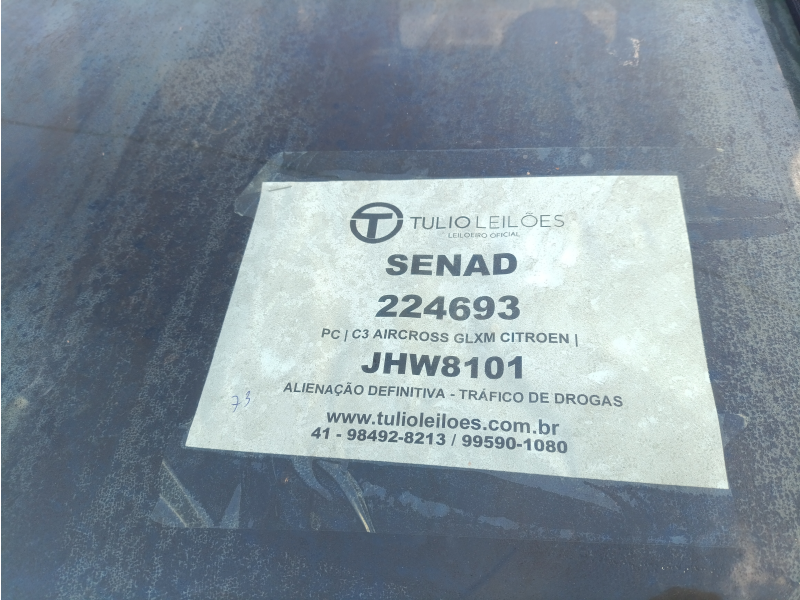 TULIO LEILÕES
LEILOEIRO OFICIAL
SENAD
224693
PC | C3 AIRCROSS GLXM CITROEN |
JHW8101
ALIENAÇÃO DEFINITIVA - TRÁFICO DE DROGAS
73
www.tulioleiloes.com.br
41 - 98492-8213 / 99590-1080